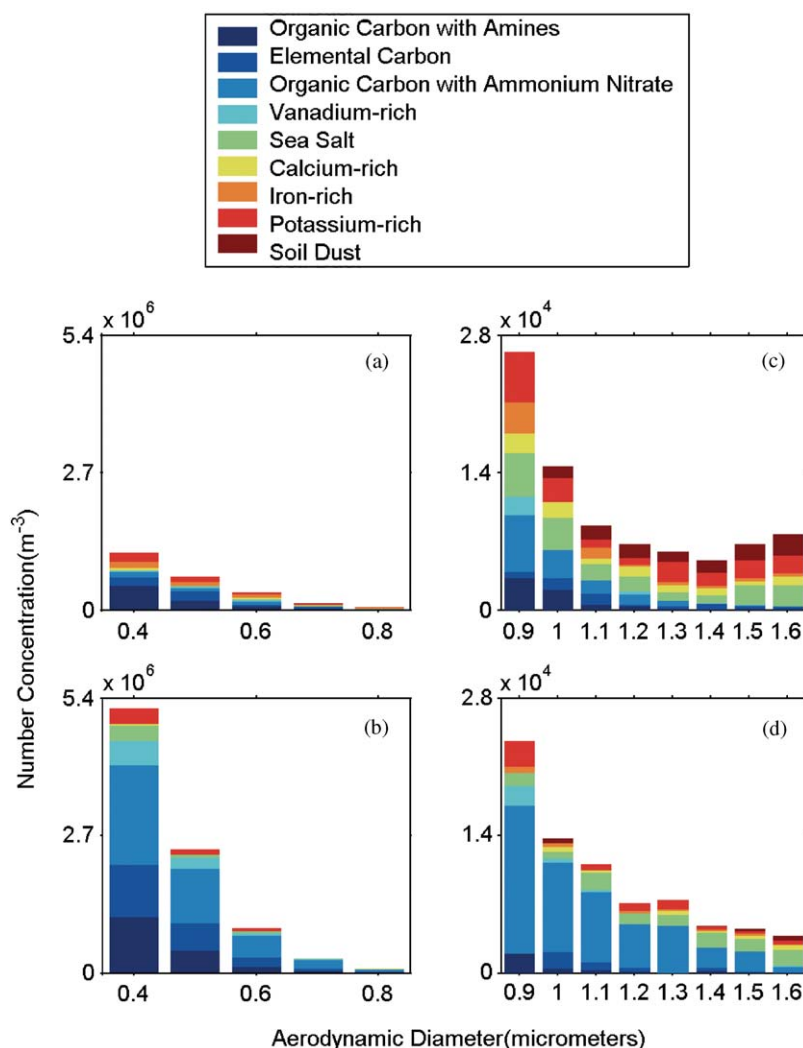 Organic Carbon with Amines
Elemental Carbon
Organic Carbon with Ammonium Nitrate
Vanadium-rich
Sea Salt
Calcium-rich
Iron-rich
Potassium-rich
Soil Dust
x 10^6
5.4
(a)
2.7
0
0.4 0.6 0.8
x 10^4
2.8
(c)
1.4
0
0.9 1 1.1 1.2 1.3 1.4 1.5 1.6
x 10^6
5.4
(b)
2.7
0
0.4 0.6 0.8
x 10^4
2.8
(d)
1.4
0
0.9 1 1.1 1.2 1.3 1.4 1.5 1.6
Number Concentration(m^-3)
Aerodynamic Diameter(micrometers)